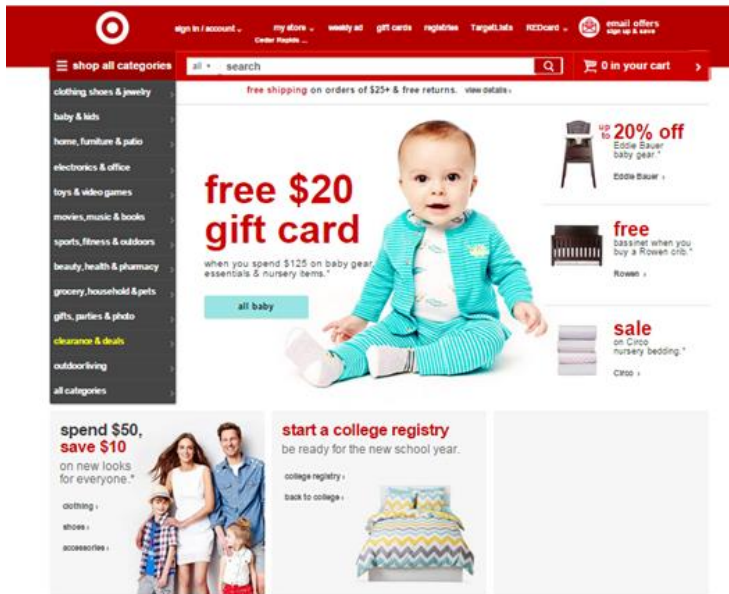 sign in / account
my store
weekly ad
gift cards
registries
TargetLists
REDcard
email offers
sign up & save
Cedar Rapids ...
shop all categories
all
search
0 in your cart
free shipping on orders of $25+ & free returns. view details
clothing, shoes & jewelry
baby & kids
home, furniture & patio
electronics & office
toys & video games
movies, music & books
sports, fitness & outdoors
beauty, health & pharmacy
grocery, household & pets
gifts, parties & photo
clearance & deals
outdoor living
all categories
free $20
gift card
when you spend $125 on baby gear,
essentials & nursery items.*
all baby
up to 20% off
Eddie Bauer
baby gear.*
Eddie Bauer ›
free
bassinet when you
buy a Rowen crib.*
Rowen ›
sale
on Circo
nursery bedding.*
Circo ›
spend $50,
save $10
on new looks
for everyone.*
clothing ›
shoes ›
accessories ›
start a college registry
be ready for the new school year.
college registry ›
back to college ›